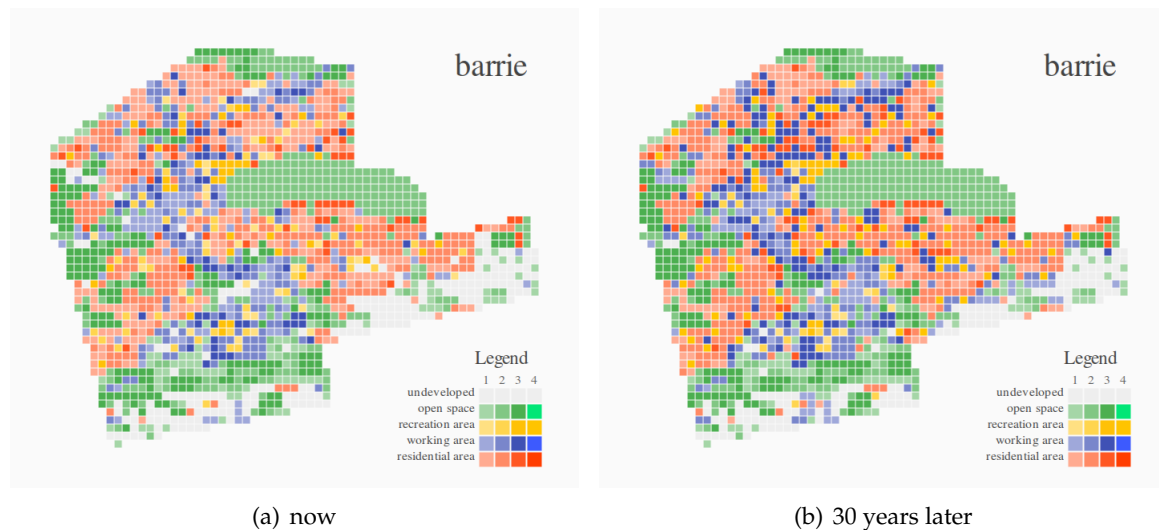 barrie
Legend
1 2 3 4
undeveloped
open space
recreation area
working area
residential area
(a) now
barrie
Legend
1 2 3 4
undeveloped
open space
recreation area
working area
residential area
(b) 30 years later